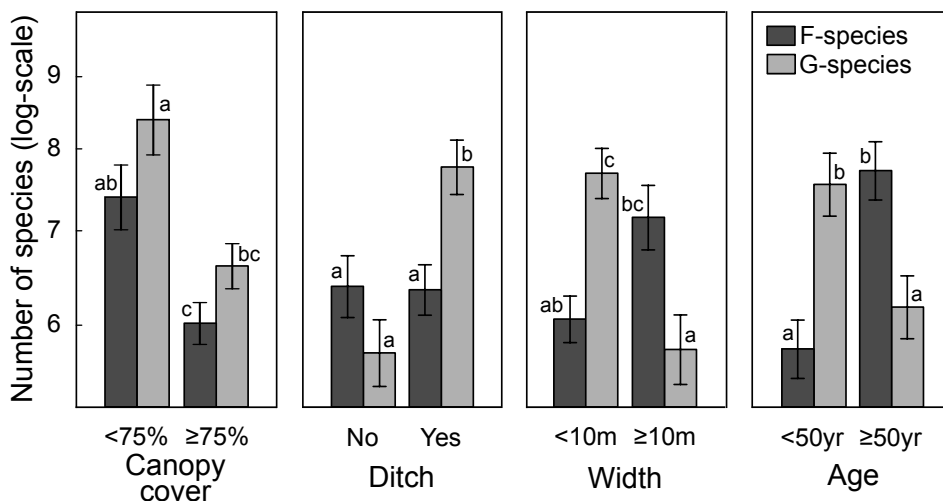 Number of species (log-scale)
9
8
7
6
ab
a
c
bc
<75%
≥75%
Canopy
cover
a
a
a
b
No
Yes
Ditch
ab
c
bc
a
<10m
≥10m
Width
F-species
G-species
a
b
b
a
<50yr
≥50yr
Age